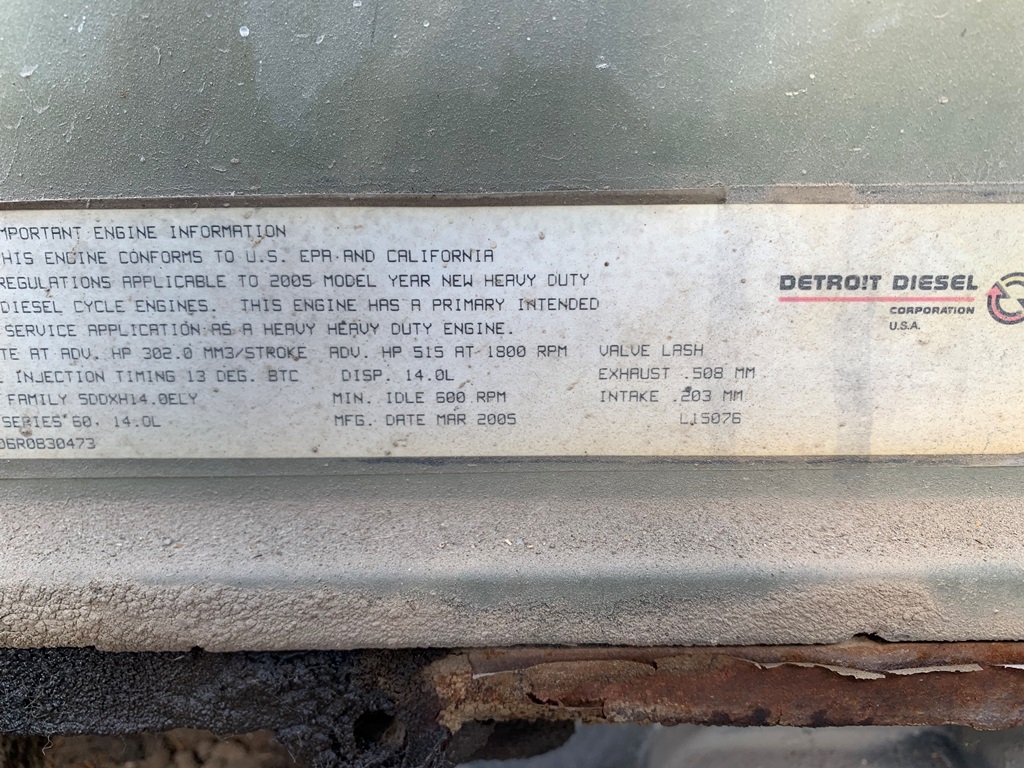 MPORTANT ENGINE INFORMATION
HIS ENGINE CONFORMS TO U.S. EPA AND CALIFORNIA
REGULATIONS APPLICABLE TO 2005 MODEL YEAR NEW HEAVY DUTY
DIESEL CYCLE ENGINES. THIS ENGINE HAS A PRIMARY INTENDED
SERVICE APPLICATION AS A HEAVY HEAVY DUTY ENGINE.
TE AT ADV. HP 302.0 MM3/STROKE ADV. HP 515 AT 1800 RPM VALVE LASH
INJECTION TIMING 13 DEG. BTC DISP. 14.0L EXHAUST .508 MM
FAMILY 5DDXH14.0ELY MIN. IDLE 600 RPM INTAKE .203 MM
SERIES 60, 14.0L MFG. DATE MAR 2005 L15076
06R0830473
DETROIT DIESEL
CORPORATION
U.S.A.